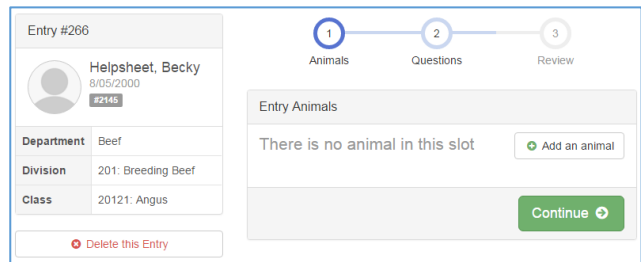 Entry #266
Helpsheet, Becky
8/05/2000
#2145
Department Beef
Division 201: Breeding Beef
Class 20121: Angus
Delete this Entry
1 2 3
Animals Questions Review
Entry Animals
There is no animal in this slot Add an animal
Continue